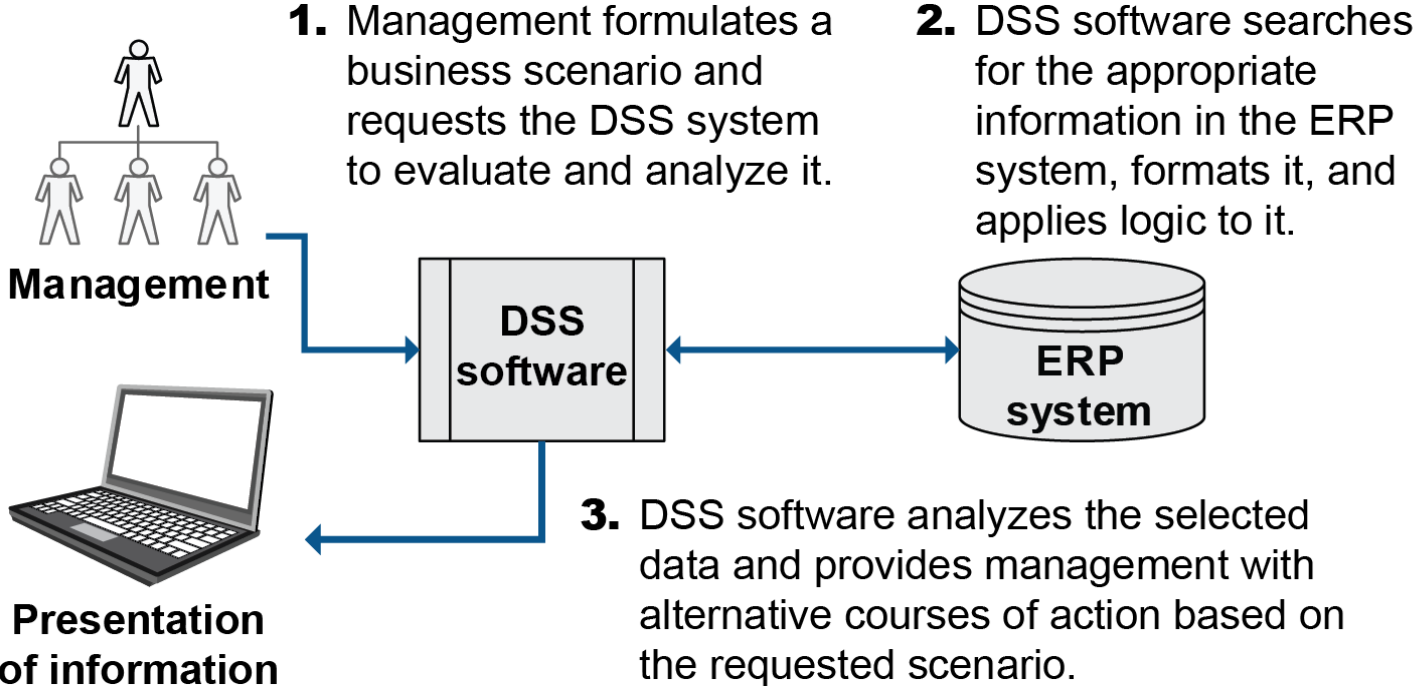 1. Management formulates a
business scenario and
requests the DSS system
to evaluate and analyze it.
2. DSS software searches
for the appropriate
information in the ERP
system, formats it, and
applies logic to it.
Management
DSS
software
ERP
system
3. DSS software analyzes the selected
data and provides management with
alternative courses of action based on
the requested scenario.
Presentation
of information